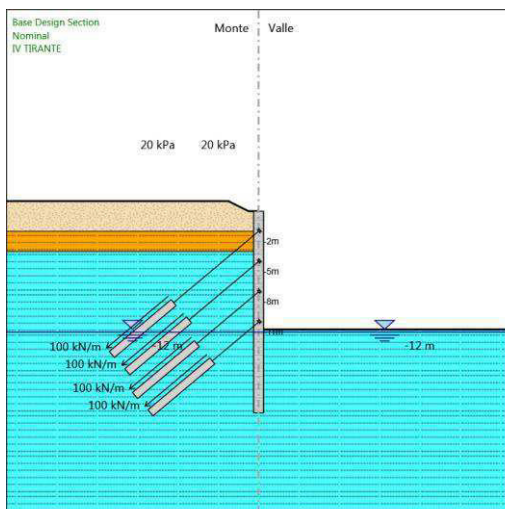 Base Design Section
Nominal
IV TIRANTE
Monte
Valle
20 kPa
20 kPa
-2m
-5m
-8m
-12 m
-12 m
100 kN/m
100 kN/m
100 kN/m
100 kN/m